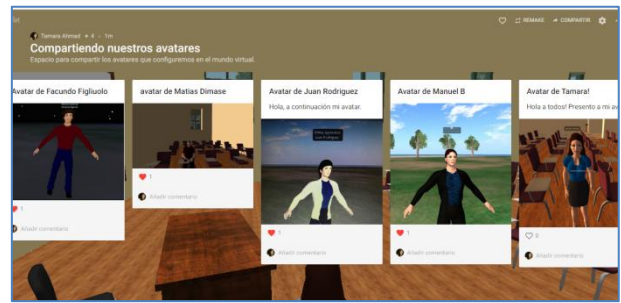 REMAKE COMPARTIR
Tamara Ahmad + 4 1m
Compartiendo nuestros avatares
Espacio para compartir los avatares que configuremos en el mundo virtual.
Avatar de Facundo Figliuolo
1
Añadir comentario
avatar de Matias Dimase
1
Añadir comentario
Avatar de Juan Rodriguez
Hola, a continuación mi avatar.
1
Añadir comentario
Avatar de Manuel B
1
Añadir comentario
Avatar de Tamara!
Hola a todos! Presento a mi av
0
Añadir comentario